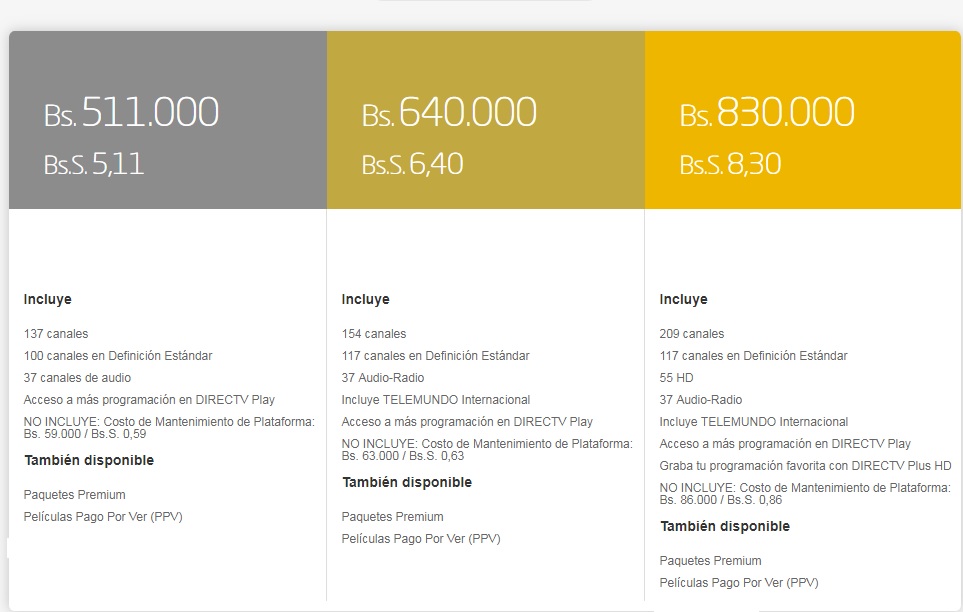 Bs. 511.000
Bs.S. 5,11
Incluye
137 canales
100 canales en Definición Estándar
37 canales de audio
Acceso a más programación en DIRECTV Play
NO INCLUYE: Costo de Mantenimiento de Plataforma:
Bs. 59.000 / Bs.S. 0,59
También disponible
Paquetes Premium
Películas Pago Por Ver (PPV)
Bs. 640.000
Bs.S. 6,40
Incluye
154 canales
117 canales en Definición Estándar
37 Audio-Radio
Incluye TELEMUNDO Internacional
Acceso a más programación en DIRECTV Play
NO INCLUYE: Costo de Mantenimiento de Plataforma:
Bs. 63.000 / Bs.S. 0,63
También disponible
Paquetes Premium
Películas Pago Por Ver (PPV)
Bs. 830.000
Bs.S. 8,30
Incluye
209 canales
117 canales en Definición Estándar
55 HD
37 Audio-Radio
Incluye TELEMUNDO Internacional
Acceso a más programación en DIRECTV Play
Graba tu programación favorita con DIRECTV Plus HD
NO INCLUYE: Costo de Mantenimiento de Plataforma:
Bs. 86.000 / Bs.S. 0,86
También disponible
Paquetes Premium
Películas Pago Por Ver (PPV)